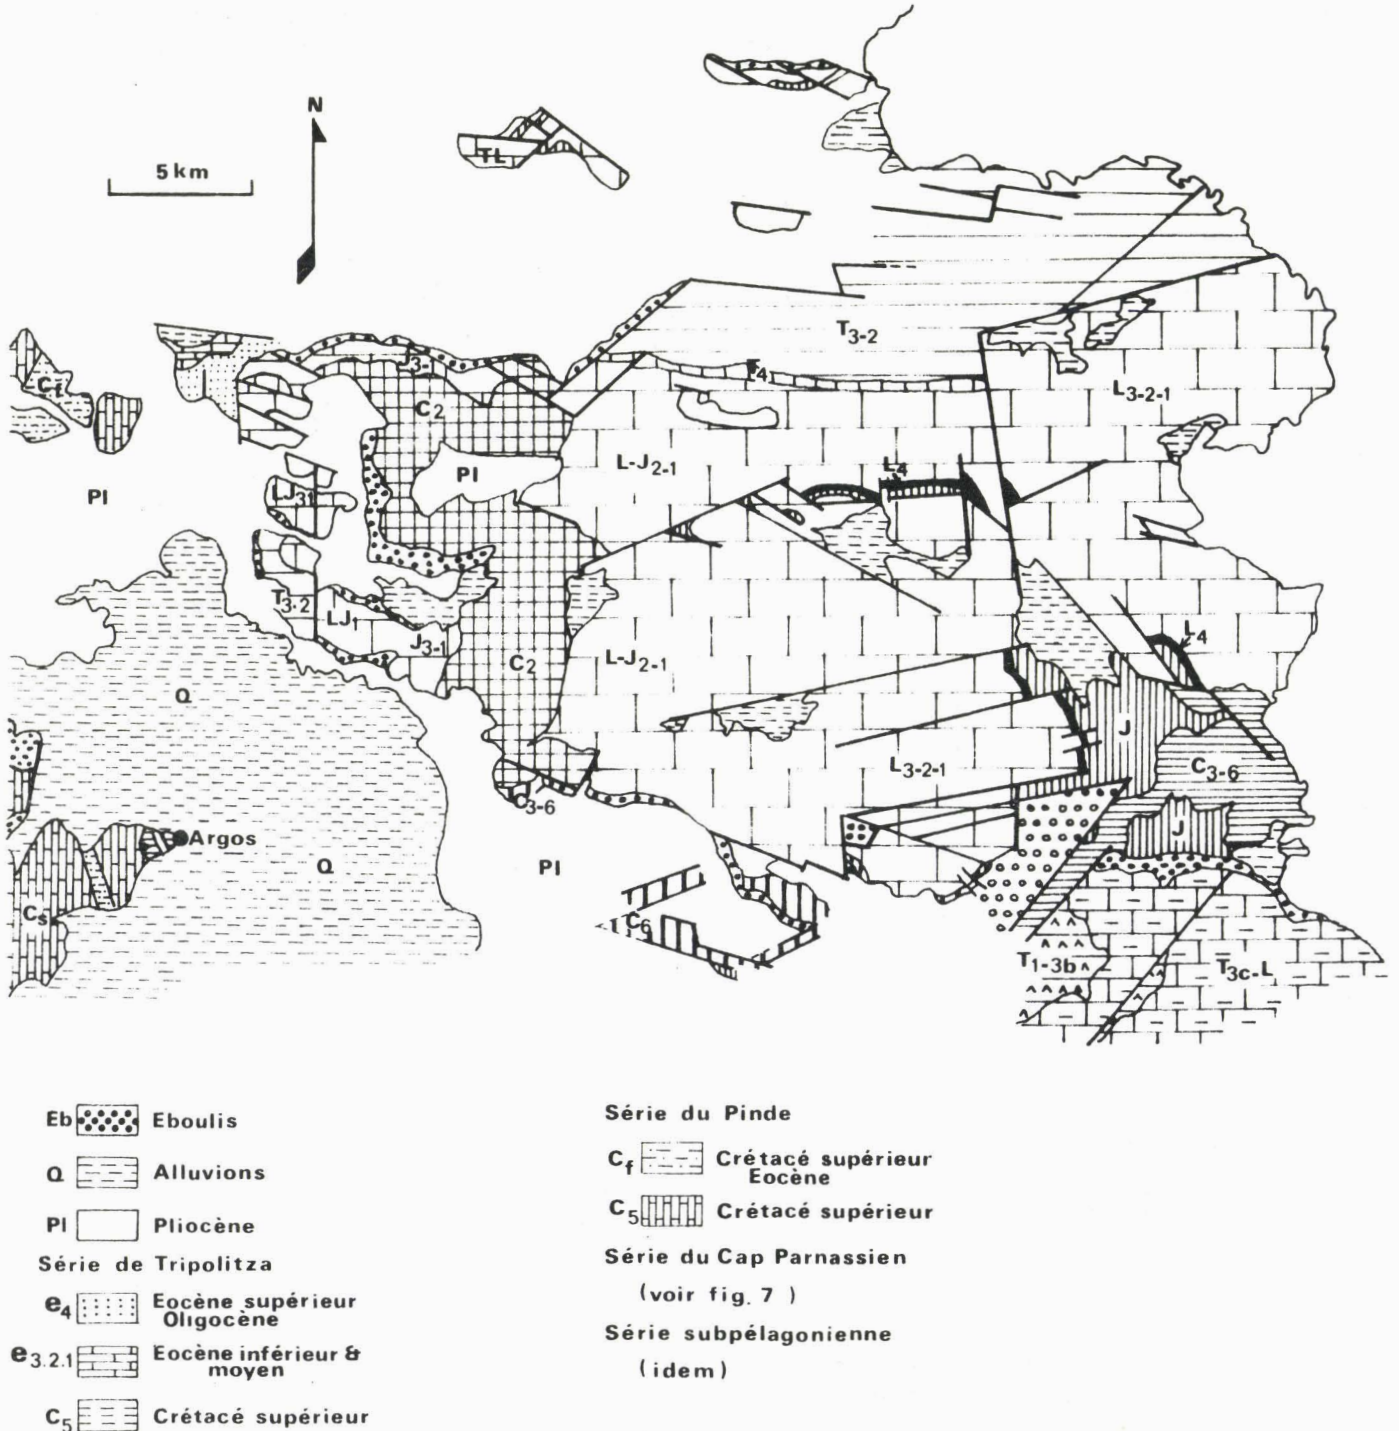 N
5 km
TL
T3-2
T4
L3-2-1
Cf
J3-1
C2
Pl
L-J2-1
L4
Pl
LJ31
T3-2
LJ1
J3-1
C2
L-J2-1
L4
Q
J
C3-6
L3-2-1
C3-6
J
Argos
Q
Pl
C6
Cs
T1-3b
T3c-L
Eb Eboulis
Q Alluvions
Pl Pliocène
Série de Tripolitza
e4 Eocène supérieur
Oligocène
e3.2.1 Eocène inférieur &
moyen
C5 Crétacé supérieur
Série du Pinde
Cf Crétacé supérieur
Eocène
C5 Crétacé supérieur
Série du Cap Parnassien
(voir fig. 7 )
Série subpélagonienne
(idem)